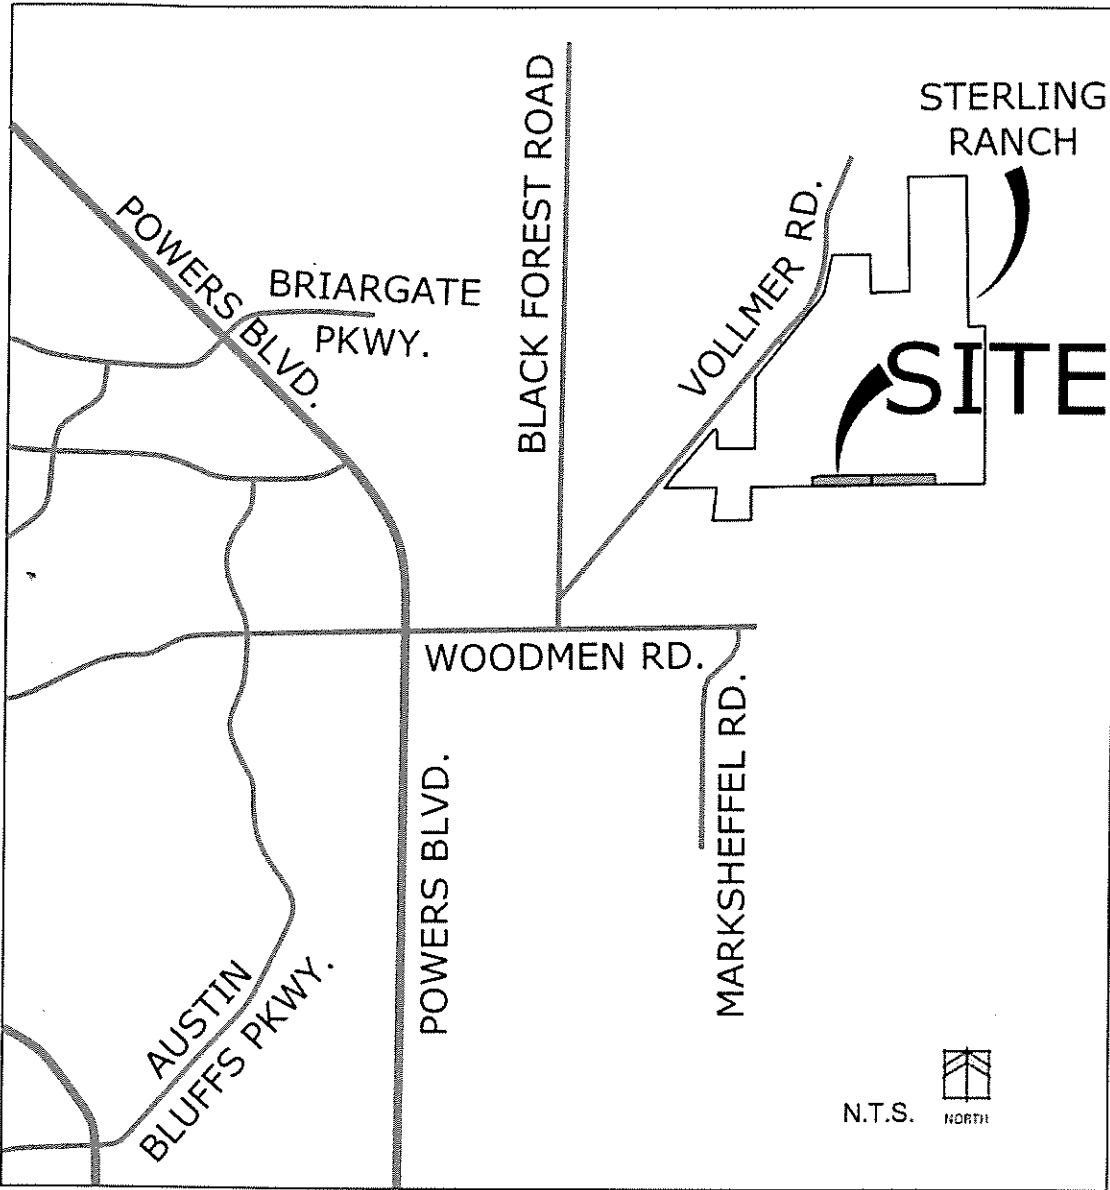 STERLING
RANCH
BLACK FOREST ROAD
VOLLMER RD.
POWERS BLVD.
BRIARGATE
PKWY.
SITE
WOODMEN RD.
MARKSHEFFEL RD.
POWERS BLVD.
AUSTIN
BLUFFS PKWY.
N.T.S.
NORTH